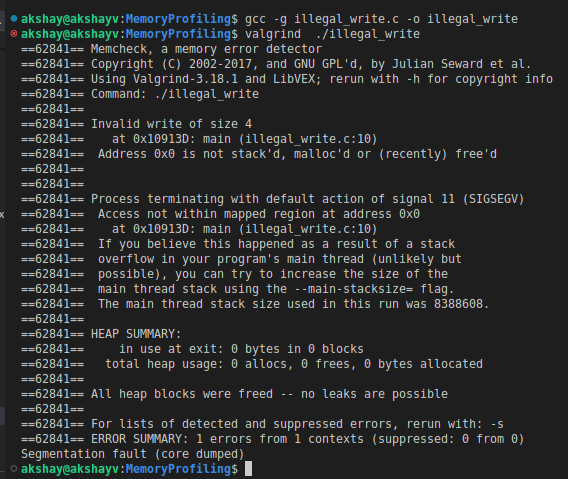 akshay@akshayv:MemoryProfiling$ gcc -g illegal_write.c -o illegal_write
akshay@akshayv:MemoryProfiling$ valgrind  ./illegal_write
==62841== Memcheck, a memory error detector
==62841== Copyright (C) 2002-2017, and GNU GPL'd, by Julian Seward et al.
==62841== Using Valgrind-3.18.1 and LibVEX; rerun with -h for copyright info
==62841== Command: ./illegal_write
==62841==
==62841== Invalid write of size 4
==62841==    at 0x10913D: main (illegal_write.c:10)
==62841==  Address 0x0 is not stack'd, malloc'd or (recently) free'd
==62841==
==62841==
==62841== Process terminating with default action of signal 11 (SIGSEGV)
==62841==  Access not within mapped region at address 0x0
==62841==    at 0x10913D: main (illegal_write.c:10)
==62841==  If you believe this happened as a result of a stack
==62841==  overflow in your program's main thread (unlikely but
==62841==  possible), you can try to increase the size of the
==62841==  main thread stack using the --main-stacksize= flag.
==62841==  The main thread stack size used in this run was 8388608.
==62841==
==62841== HEAP SUMMARY:
==62841==     in use at exit: 0 bytes in 0 blocks
==62841==   total heap usage: 0 allocs, 0 frees, 0 bytes allocated
==62841==
==62841== All heap blocks were freed -- no leaks are possible
==62841==
==62841== For lists of detected and suppressed errors, rerun with: -s
==62841== ERROR SUMMARY: 1 errors from 1 contexts (suppressed: 0 from 0)
Segmentation fault (core dumped)
akshay@akshayv:MemoryProfiling$